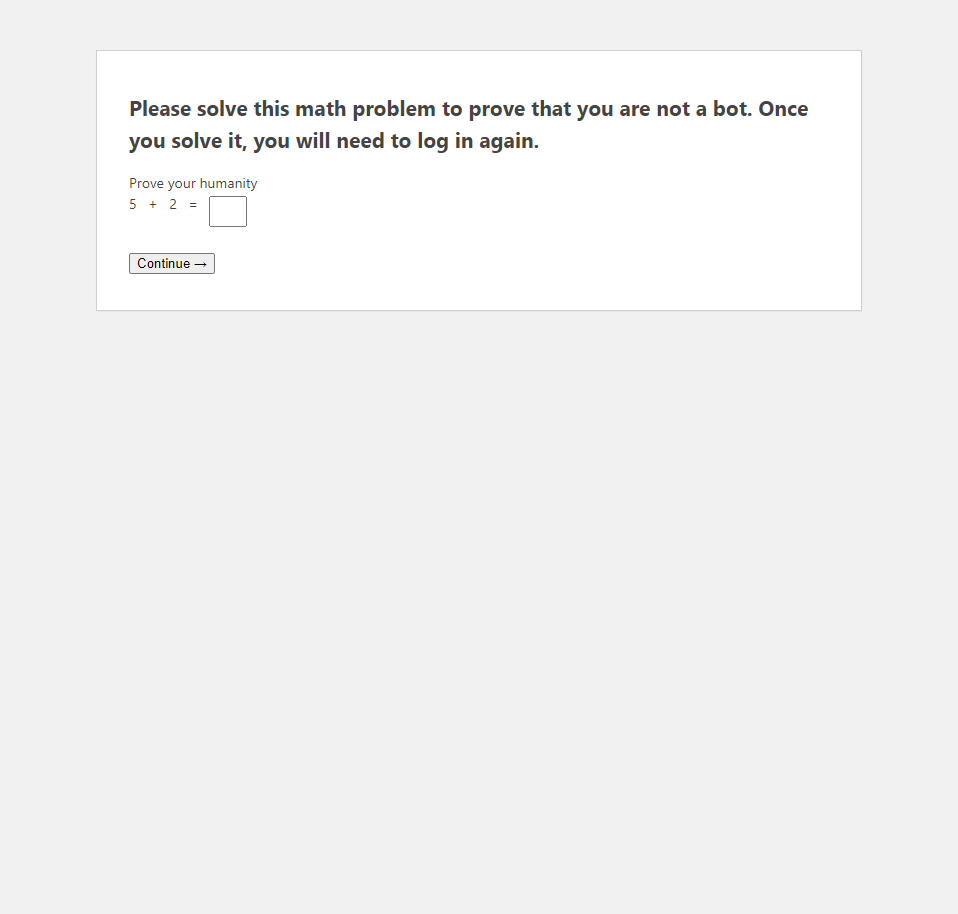 Please solve this math problem to prove that you are not a bot. Once
you solve it, you will need to log in again.
Prove your humanity
5 + 2 =
Continue →